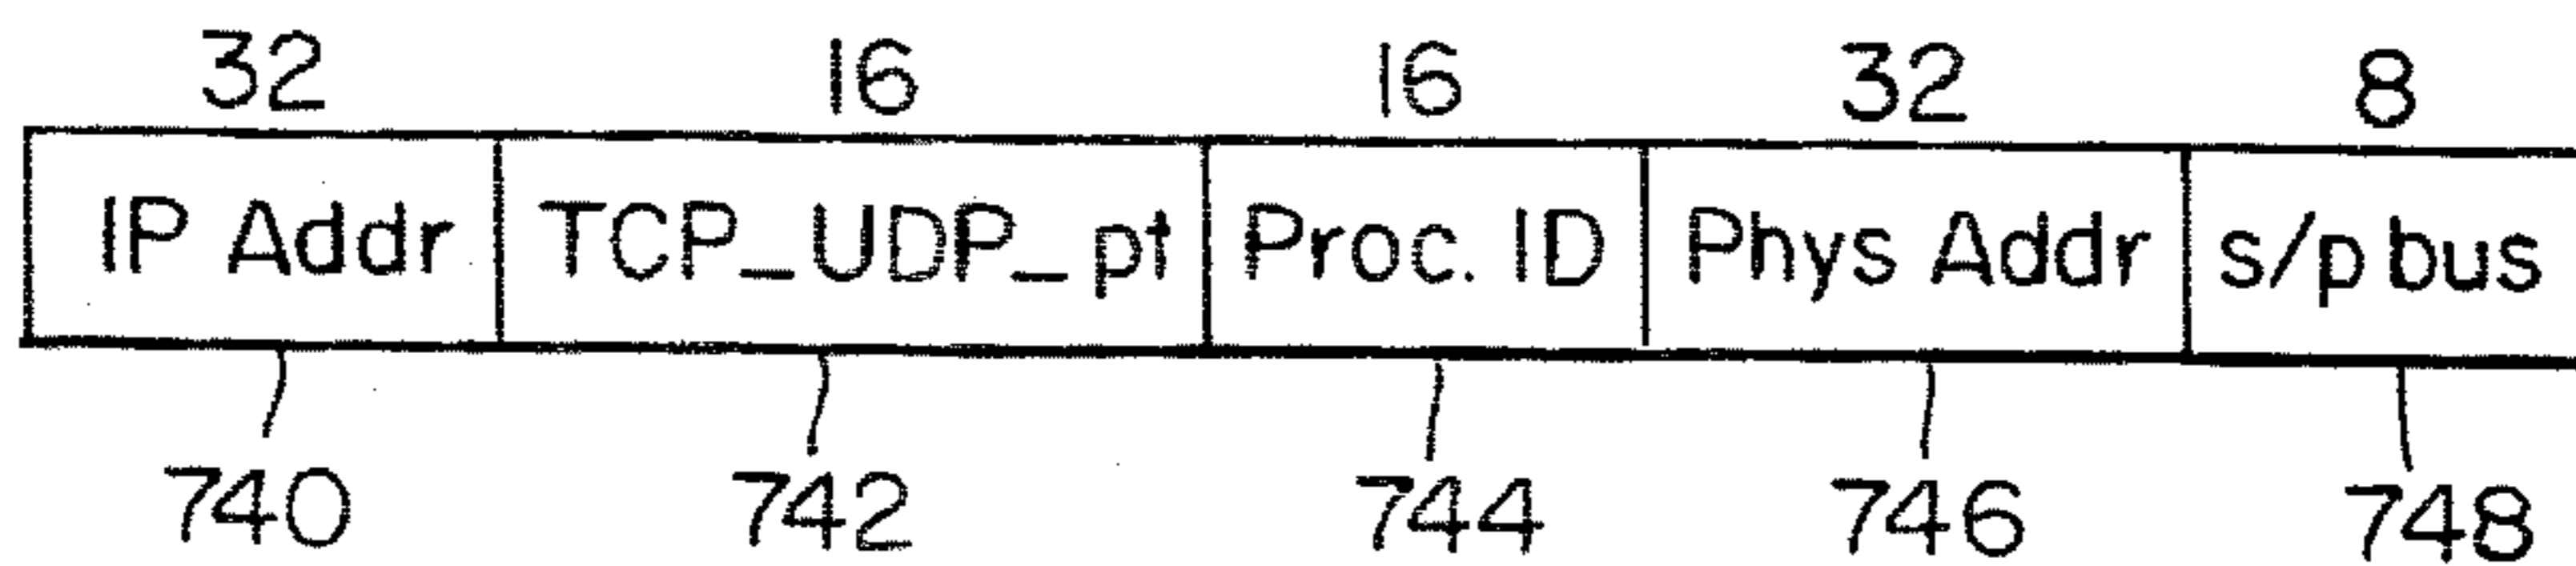 32 16 16 32 8
IP Addr TCP_UDP_pt Proc. ID Phys Addr s/p bus
740 742 744 746 748